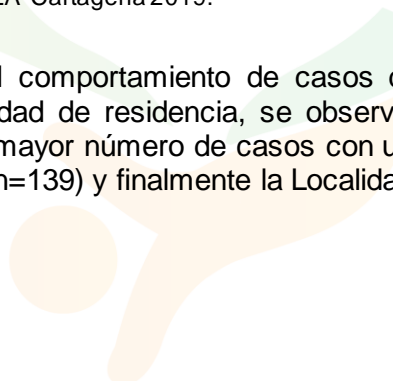 Cartagena 2019.
comportamiento de casos
dad de residencia, se observ
mayor número de casos con u
n=139) y finalmente la Localida